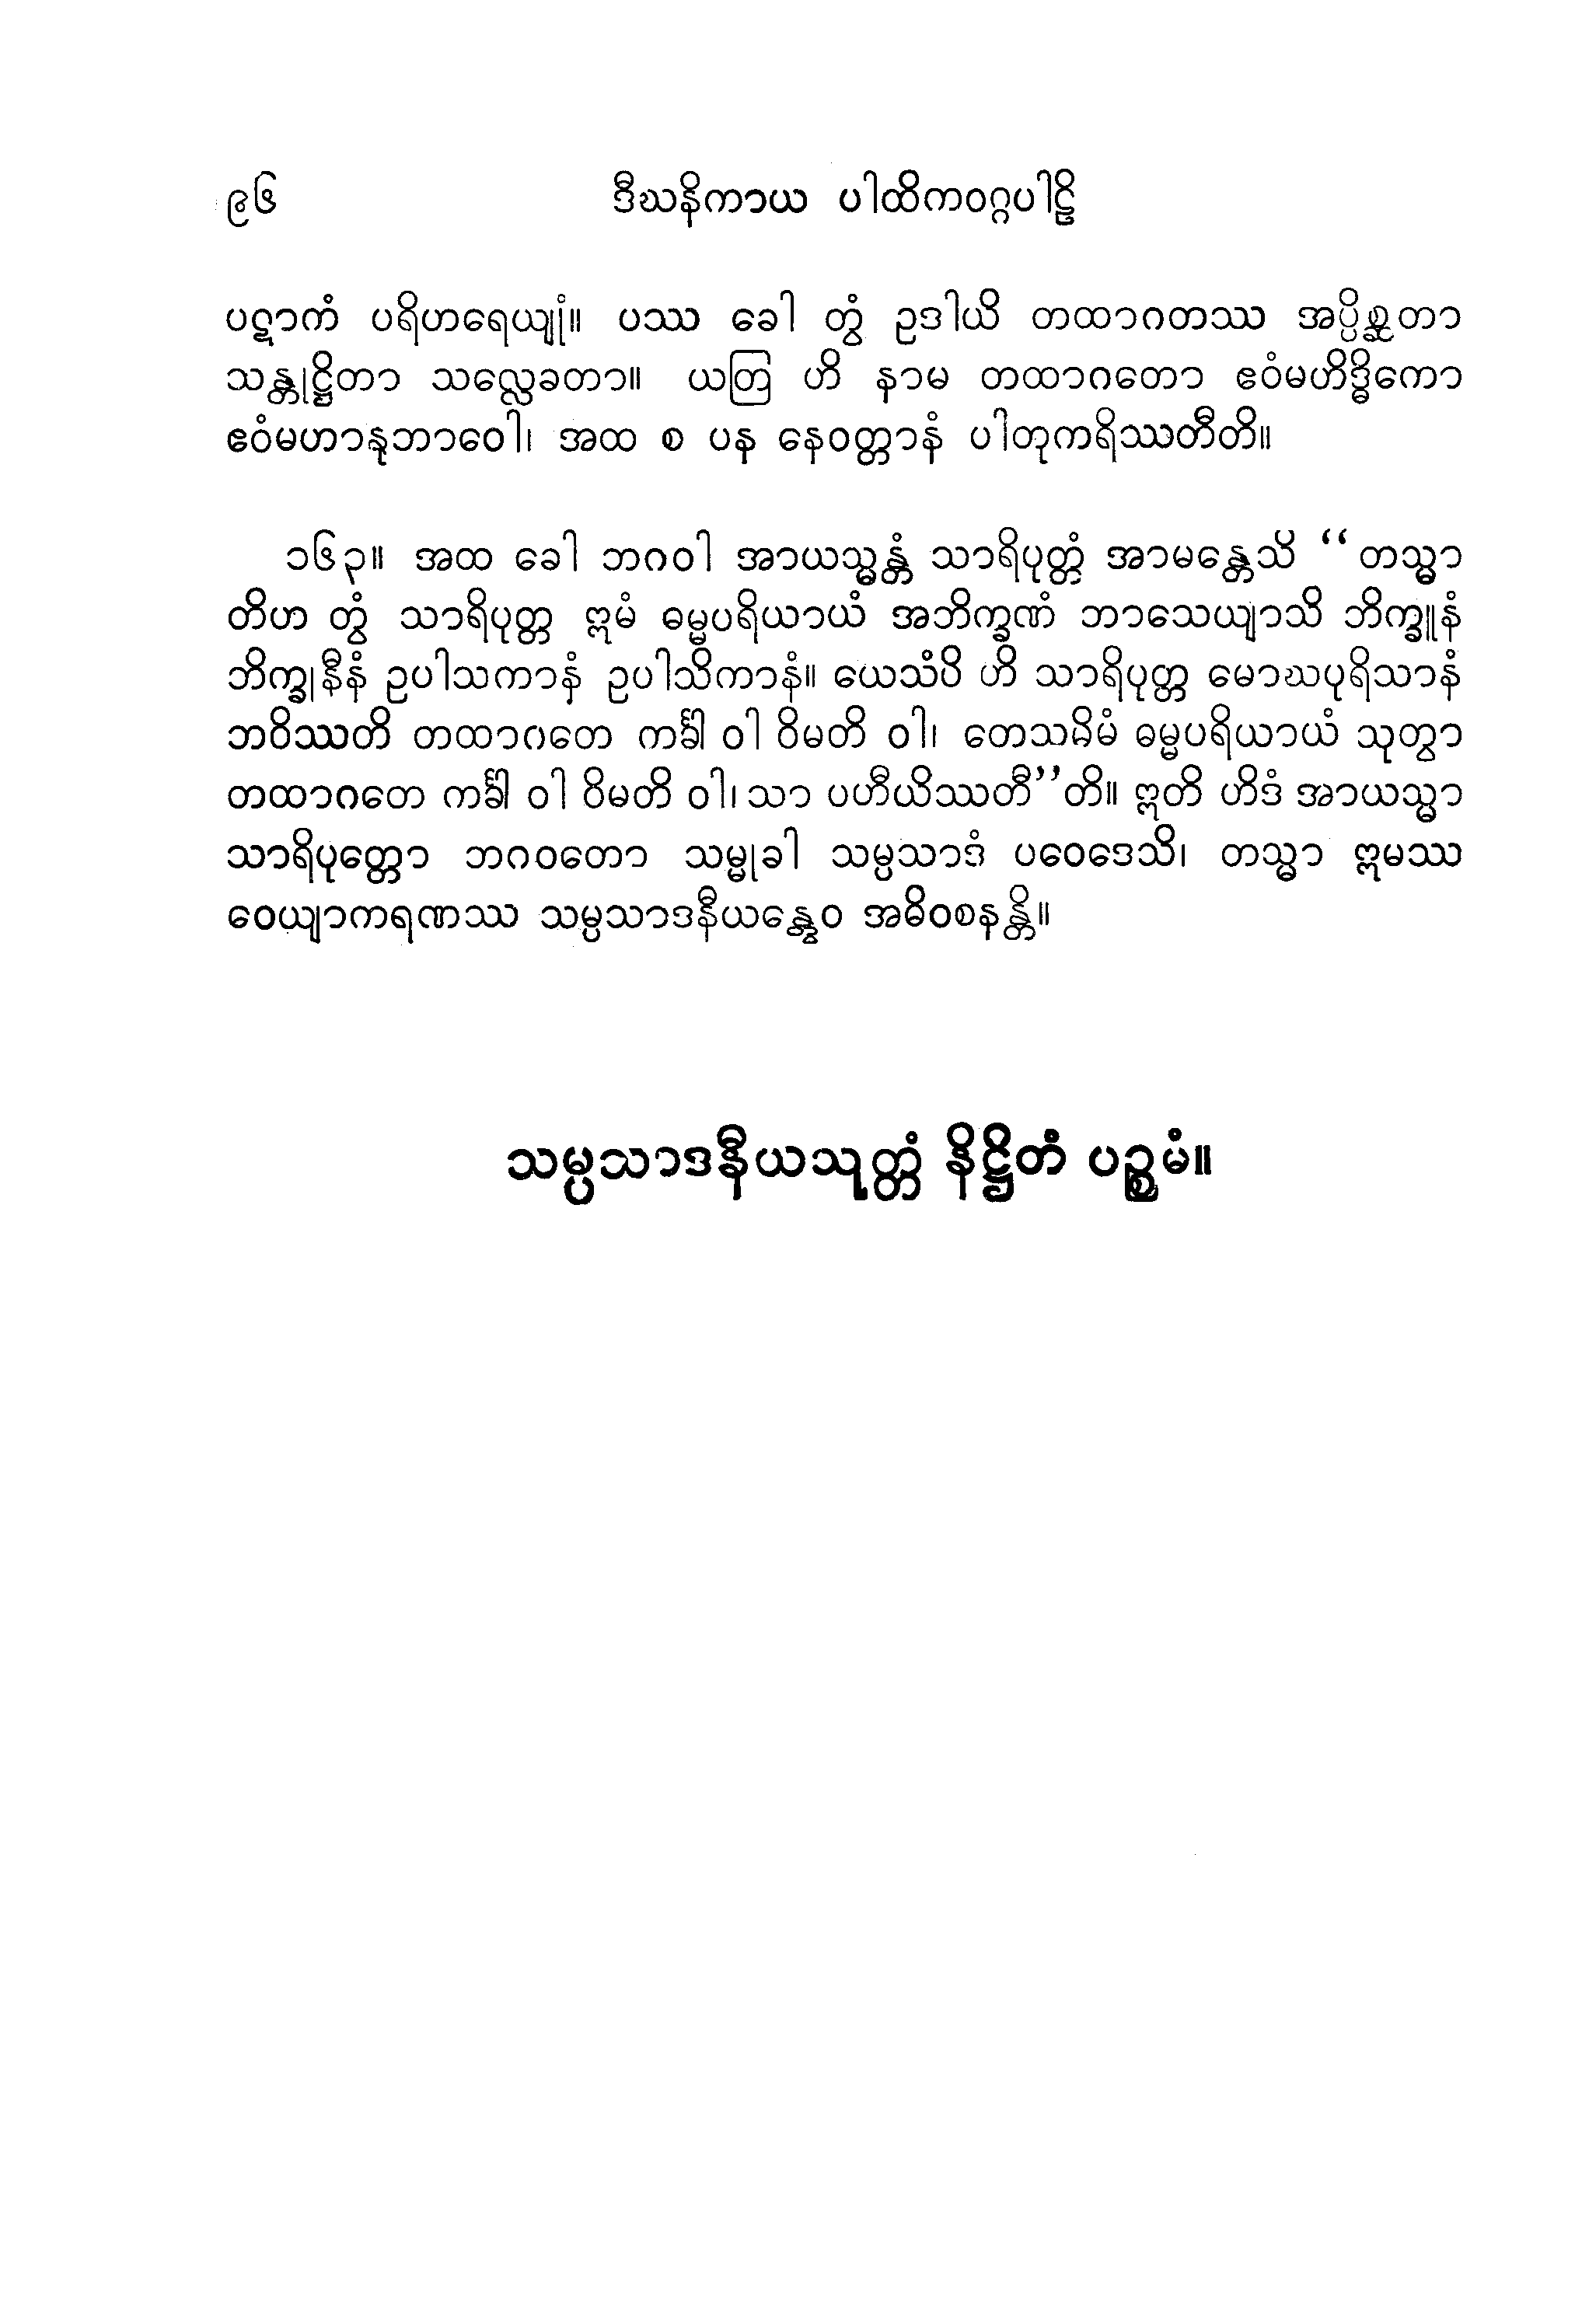 ၉၆ ဒီဃနိကာယ ပါထိကဝဂ္ဂပါဠိ
ပဋာကံ ပရိဟရေယျုံ။ ပဿ ခေါ တွံ ဥဒါယိ တထာဂတဿ အပ္ပိစ္ဆတာ
သန္တုဋ္ဌိတာ သလ္လေခတာ။ ယတြ ဟိ နာမ တထာဂတော ဧဝံမဟိဒ္ဓိကော
ဧဝံမဟာနုဘာဝေါ၊ အထ စ ပန နေဝတ္တာနံ ပါတုကရိဿတီတိ။
၁၆၃။ အထ ခေါ ဘဂဝါ အာယသ္မန္တံ သာရိပုတ္တံ အာမန္တေသိ “တသ္မာ
တိဟ တွံ သာရိပုတ္တ ဣမံ ဓမ္မပရိယာယံ အဘိက္ခဏံ ဘာသေယျာသိ ဘိက္ခူနံ
ဘိက္ခုနီနံ ဥပါသကာနံ ဥပါသိကာနံ။ ယေသံပိ ဟိ သာရိပုတ္တ မောဃပုရိသာနံ
ဘဝိဿတိ တထာဂတေ ကင်္ခါ ဝါ ဝိမတိ ဝါ၊ တေသမိမံ ဓမ္မပရိယာယံ သုတွာ
တထာဂတေ ကင်္ခါ ဝါ ဝိမတိ ဝါ၊ သာ ပဟီယိဿတီ”တိ။ ဣတိ ဟိဒံ အာယသ္မာ
သာရိပုတ္တော ဘဂဝတော သမ္မုခါ သမ္ပသာဒံ ပဝေဒေသိ၊ တသ္မာ ဣမဿ
ဝေယျာကရဏဿ သမ္ပသာဒနီယန္တွေဝ အဓိဝစနန္တိ။
သမ္ပသာဒနီယသုတ္တံ နိဋ္ဌိတံ ပဉ္စမံ။